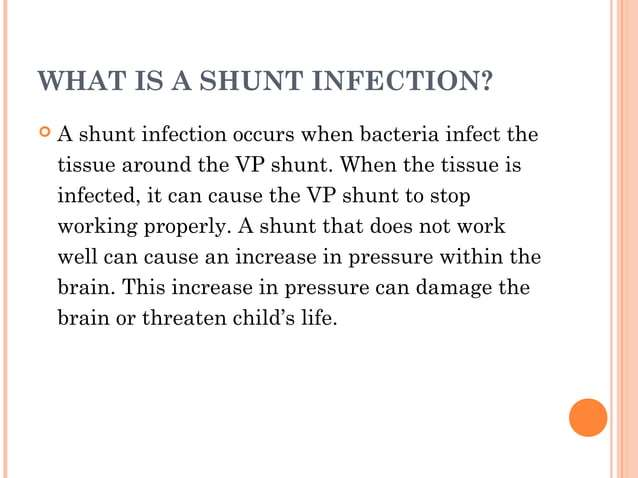 WHAT IS A SHUNT INFECTION?
A shunt infection occurs when bacteria infect the
tissue around the VP shunt. When the tissue is
infected, it can cause the VP shunt to stop
working properly. A shunt that does not work
well can cause an increase in pressure within the
brain. This increase in pressure can damage the
brain or threaten child’s life.